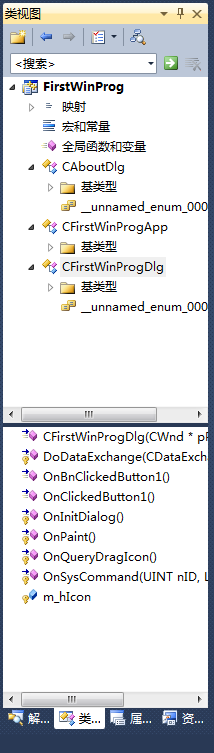 类视图
<搜索>
FirstWinProg
映射
宏和常量
全局函数和变量
CAboutDlg
基类型
__unnamed_enum_000
CFirstWinProgApp
基类型
CFirstWinProgDlg
基类型
__unnamed_enum_000
CFirstWinProgDlg(CWnd * pP
DoDataExchange(CDataExch
OnBnClickedButton1()
OnClickedButton1()
OnInitDialog()
OnPaint()
OnQueryDragIcon()
OnSysCommand(UINT nID, L
m_hIcon
解... 类... 属... 资...